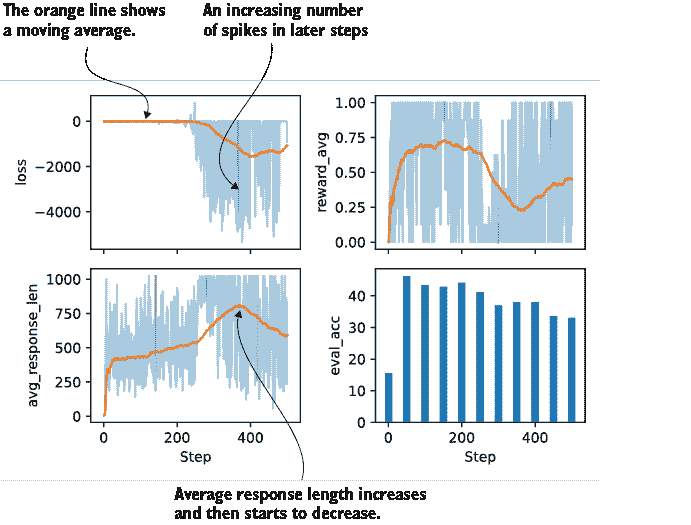 The orange line shows
a moving average.
An increasing number
of spikes in later steps
0
−2000
−4000
loss
1.00
0.75
0.50
0.25
0.00
reward_avg
1000
750
500
250
0
avg_response_len
0 200 400
Step
40
30
20
10
0
eval_acc
0 200 400
Step
Average response length increases
and then starts to decrease.